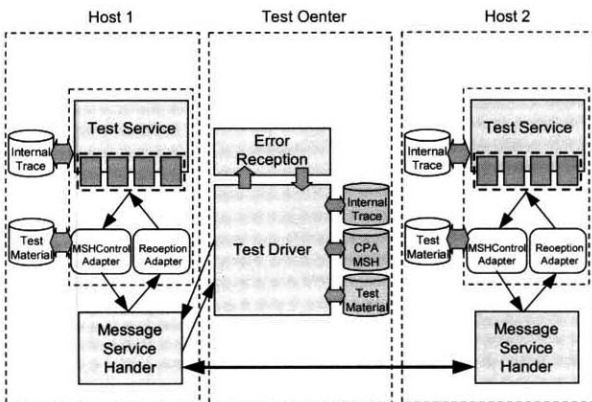 Host 1
Test Oenter
Host 2
Test Service
Internal
Trace
Test
Material
MSHControl
Adapter
Reoeption
Adapter
Message
Service
Hander
Error
Reception
Test Driver
Internal
Trace
CPA
MSH
Test
Material
Test Service
Internal
Trace
Test
Material
MSHControl
Adapter
Reoeption
Adapter
Message
Service
Hander